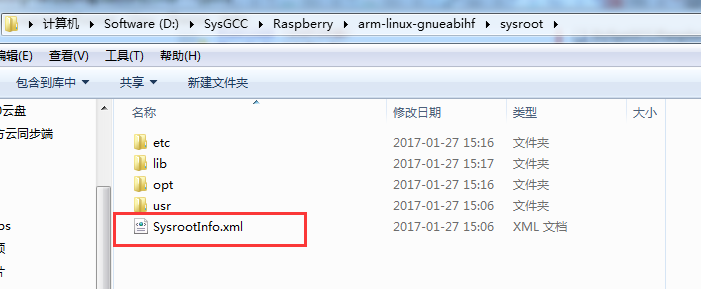 计算机 ▸ Software (D:) ▸ SysGCC ▸ Raspberry ▸ arm-linux-gnueabihf ▸ sysroot ▸
编辑(E) 查看(V) 工具(T) 帮助(H)
包含到库中 共享 新建文件夹
名称 修改日期 类型 大小
云盘
方云同步端
etc 2017-01-27 15:16 文件夹
lib 2017-01-27 15:16 文件夹
opt 2017-01-27 15:16 文件夹
usr 2017-01-27 15:06 文件夹
SysrootInfo.xml 2017-01-27 15:06 XML 文档